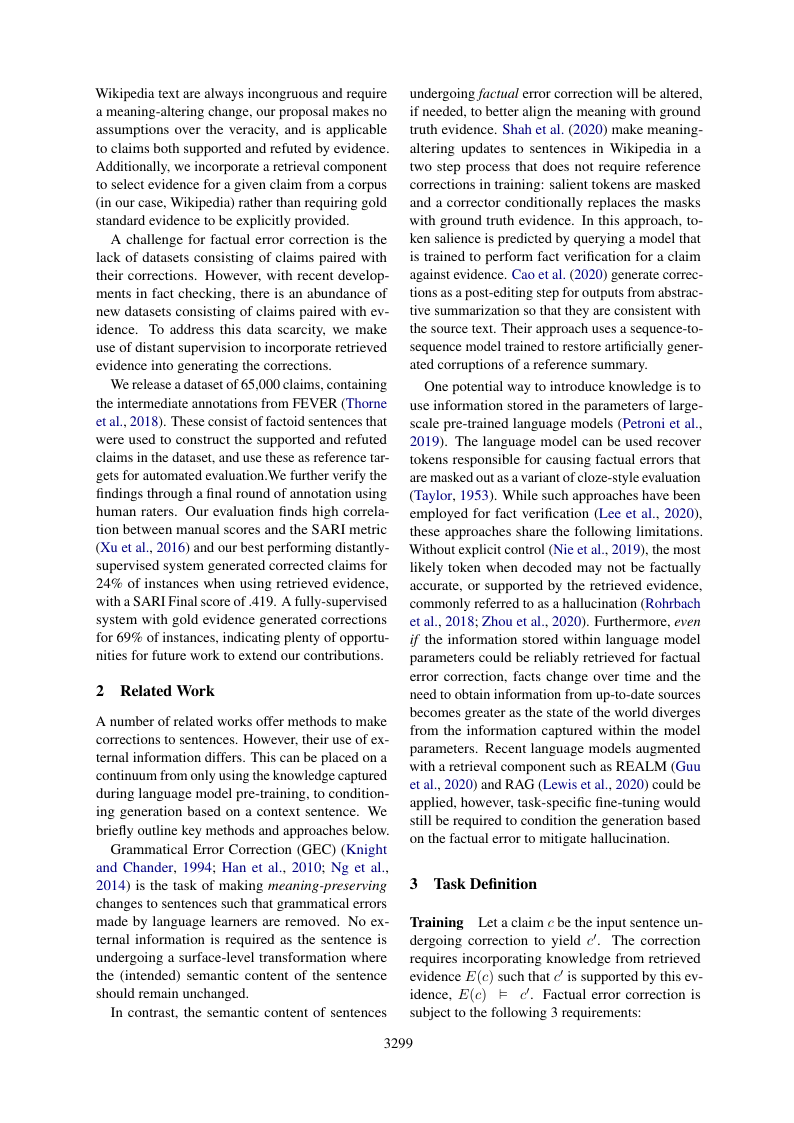 Wikipedia text are always incongruous and require
a meaning-altering change, our proposal makes no
assumptions over the veracity, and is applicable
to claims both supported and refuted by evidence.
Additionally, we incorporate a retrieval component
to select evidence for a given claim from a corpus
(in our case, Wikipedia) rather than requiring gold
standard evidence to be explicitly provided.
A challenge for factual error correction is the
lack of datasets consisting of claims paired with
their corrections. However, with recent develop-
ments in fact checking, there is an abundance of
new datasets consisting of claims paired with ev-
idence. To address this data scarcity, we make
use of distant supervision to incorporate retrieved
evidence into generating the corrections.
We release a dataset of 65,000 claims, containing
the intermediate annotations from FEVER (Thorne
et al., 2018). These consist of factoid sentences that
were used to construct the supported and refuted
claims in the dataset, and use these as reference tar-
gets for automated evaluation.We further verify the
findings through a final round of annotation using
human raters. Our evaluation finds high correla-
tion between manual scores and the SARI metric
(Xu et al., 2016) and our best performing distantly-
supervised system generated corrected claims for
24% of instances when using retrieved evidence,
with a SARI Final score of .419. A fully-supervised
system with gold evidence generated corrections
for 69% of instances, indicating plenty of opportu-
nities for future work to extend our contributions.
2 Related Work
A number of related works offer methods to make
corrections to sentences. However, their use of ex-
ternal information differs. This can be placed on a
continuum from only using the knowledge captured
during language model pre-training, to condition-
ing generation based on a context sentence. We
briefly outline key methods and approaches below.
Grammatical Error Correction (GEC) (Knight
and Chander, 1994; Han et al., 2010; Ng et al.,
2014) is the task of making meaning-preserving
changes to sentences such that grammatical errors
made by language learners are removed. No ex-
ternal information is required as the sentence is
undergoing a surface-level transformation where
the (intended) semantic content of the sentence
should remain unchanged.
In contrast, the semantic content of sentences
undergoing factual error correction will be altered,
if needed, to better align the meaning with ground
truth evidence. Shah et al. (2020) make meaning-
altering updates to sentences in Wikipedia in a
two step process that does not require reference
corrections in training: salient tokens are masked
and a corrector conditionally replaces the masks
with ground truth evidence. In this approach, to-
ken salience is predicted by querying a model that
is trained to perform fact verification for a claim
against evidence. Cao et al. (2020) generate correc-
tions as a post-editing step for outputs from abstrac-
tive summarization so that they are consistent with
the source text. Their approach uses a sequence-to-
sequence model trained to restore artificially gener-
ated corruptions of a reference summary.
One potential way to introduce knowledge is to
use information stored in the parameters of large-
scale pre-trained language models (Petroni et al.,
2019). The language model can be used recover
tokens responsible for causing factual errors that
are masked out as a variant of cloze-style evaluation
(Taylor, 1953). While such approaches have been
employed for fact verification (Lee et al., 2020),
these approaches share the following limitations.
Without explicit control (Nie et al., 2019), the most
likely token when decoded may not be factually
accurate, or supported by the retrieved evidence,
commonly referred to as a hallucination (Rohrbach
et al., 2018; Zhou et al., 2020). Furthermore, even
if the information stored within language model
parameters could be reliably retrieved for factual
error correction, facts change over time and the
need to obtain information from up-to-date sources
becomes greater as the state of the world diverges
from the information captured within the model
parameters. Recent language models augmented
with a retrieval component such as REALM (Guu
et al., 2020) and RAG (Lewis et al., 2020) could be
applied, however, task-specific fine-tuning would
still be required to condition the generation based
on the factual error to mitigate hallucination.
3 Task Definition
Training Let a claim c be the input sentence un-
dergoing correction to yield c′. The correction
requires incorporating knowledge from retrieved
evidence E(c) such that c′ is supported by this ev-
idence, E(c) ⊨ c′. Factual error correction is
subject to the following 3 requirements:
3299